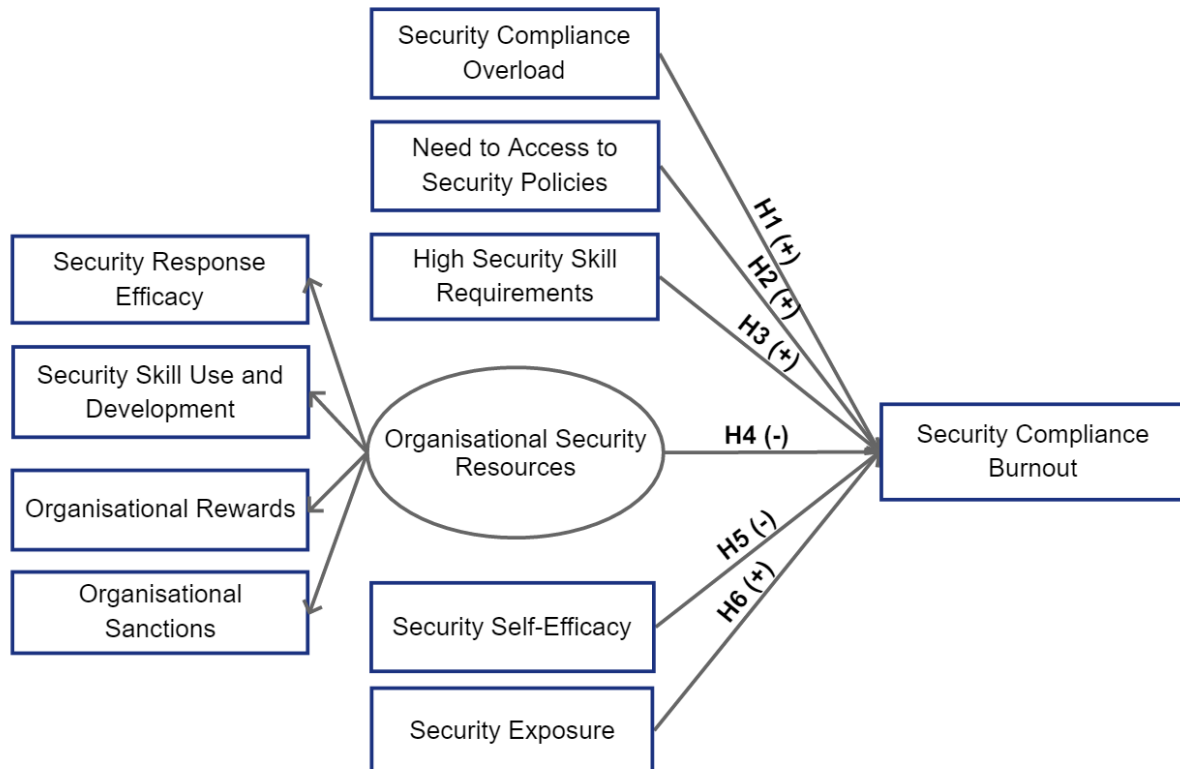 Security Compliance
Overload
Need to Access to
Security Policies
High Security Skill
Requirements
Security Response
Efficacy
Security Skill Use and
Development
Organisational Rewards
Organisational
Sanctions
Organisational Security
Resources
Security Self-Efficacy
Security Exposure
H1 (+)
H2 (+)
H3 (+)
H4 (-)
H5 (-)
H6 (+)
Security Compliance
Burnout